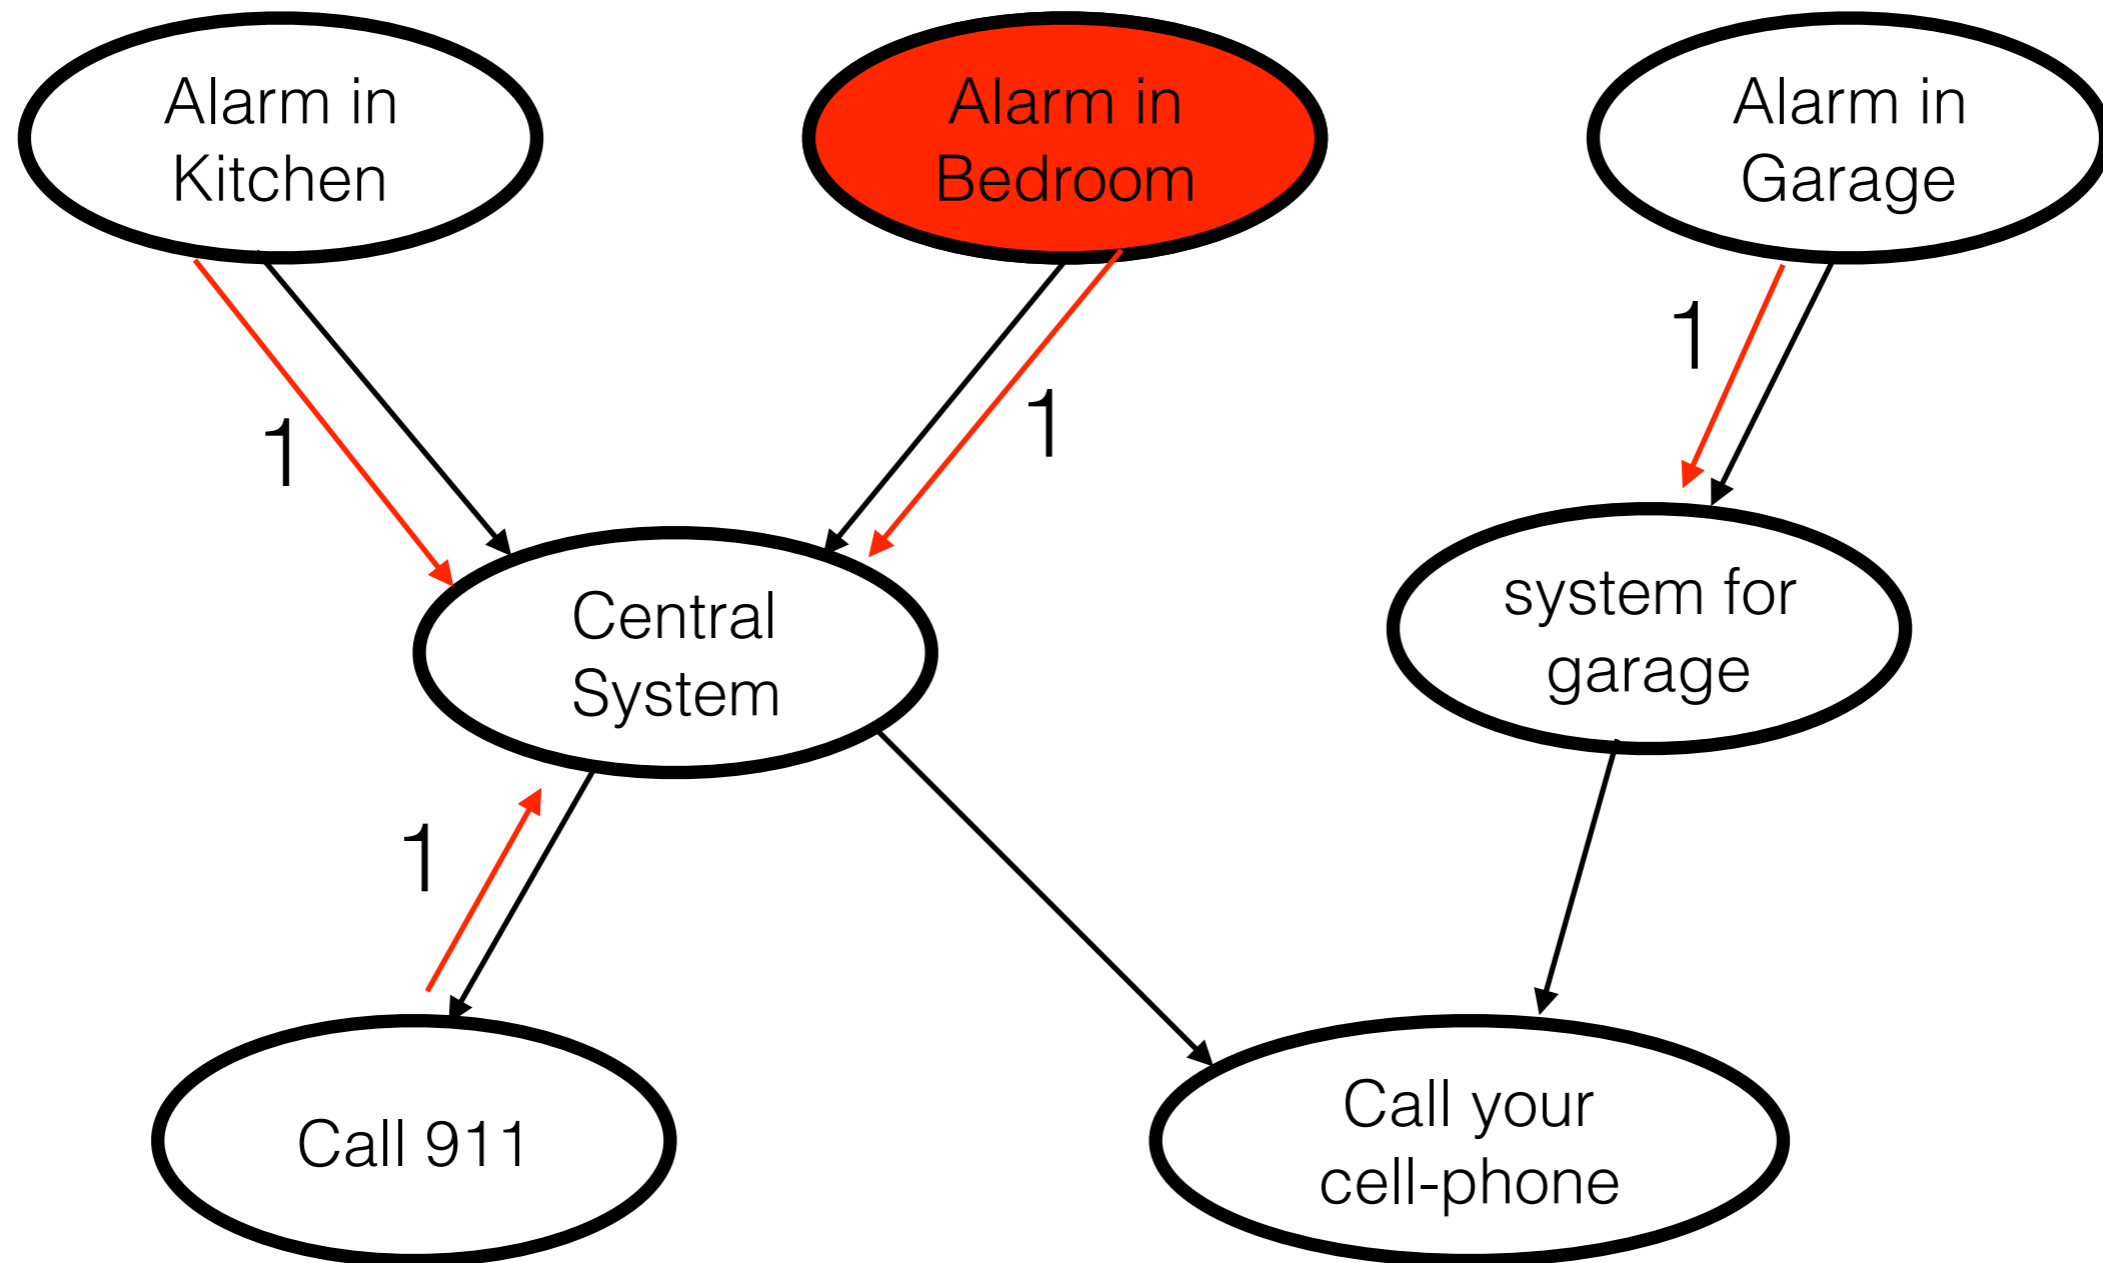 Alarm in
Kitchen
Alarm in
Bedroom
Alarm in
Garage
1
1
1
Central
System
system for
garage
1
Call 911
Call your
cell-phone